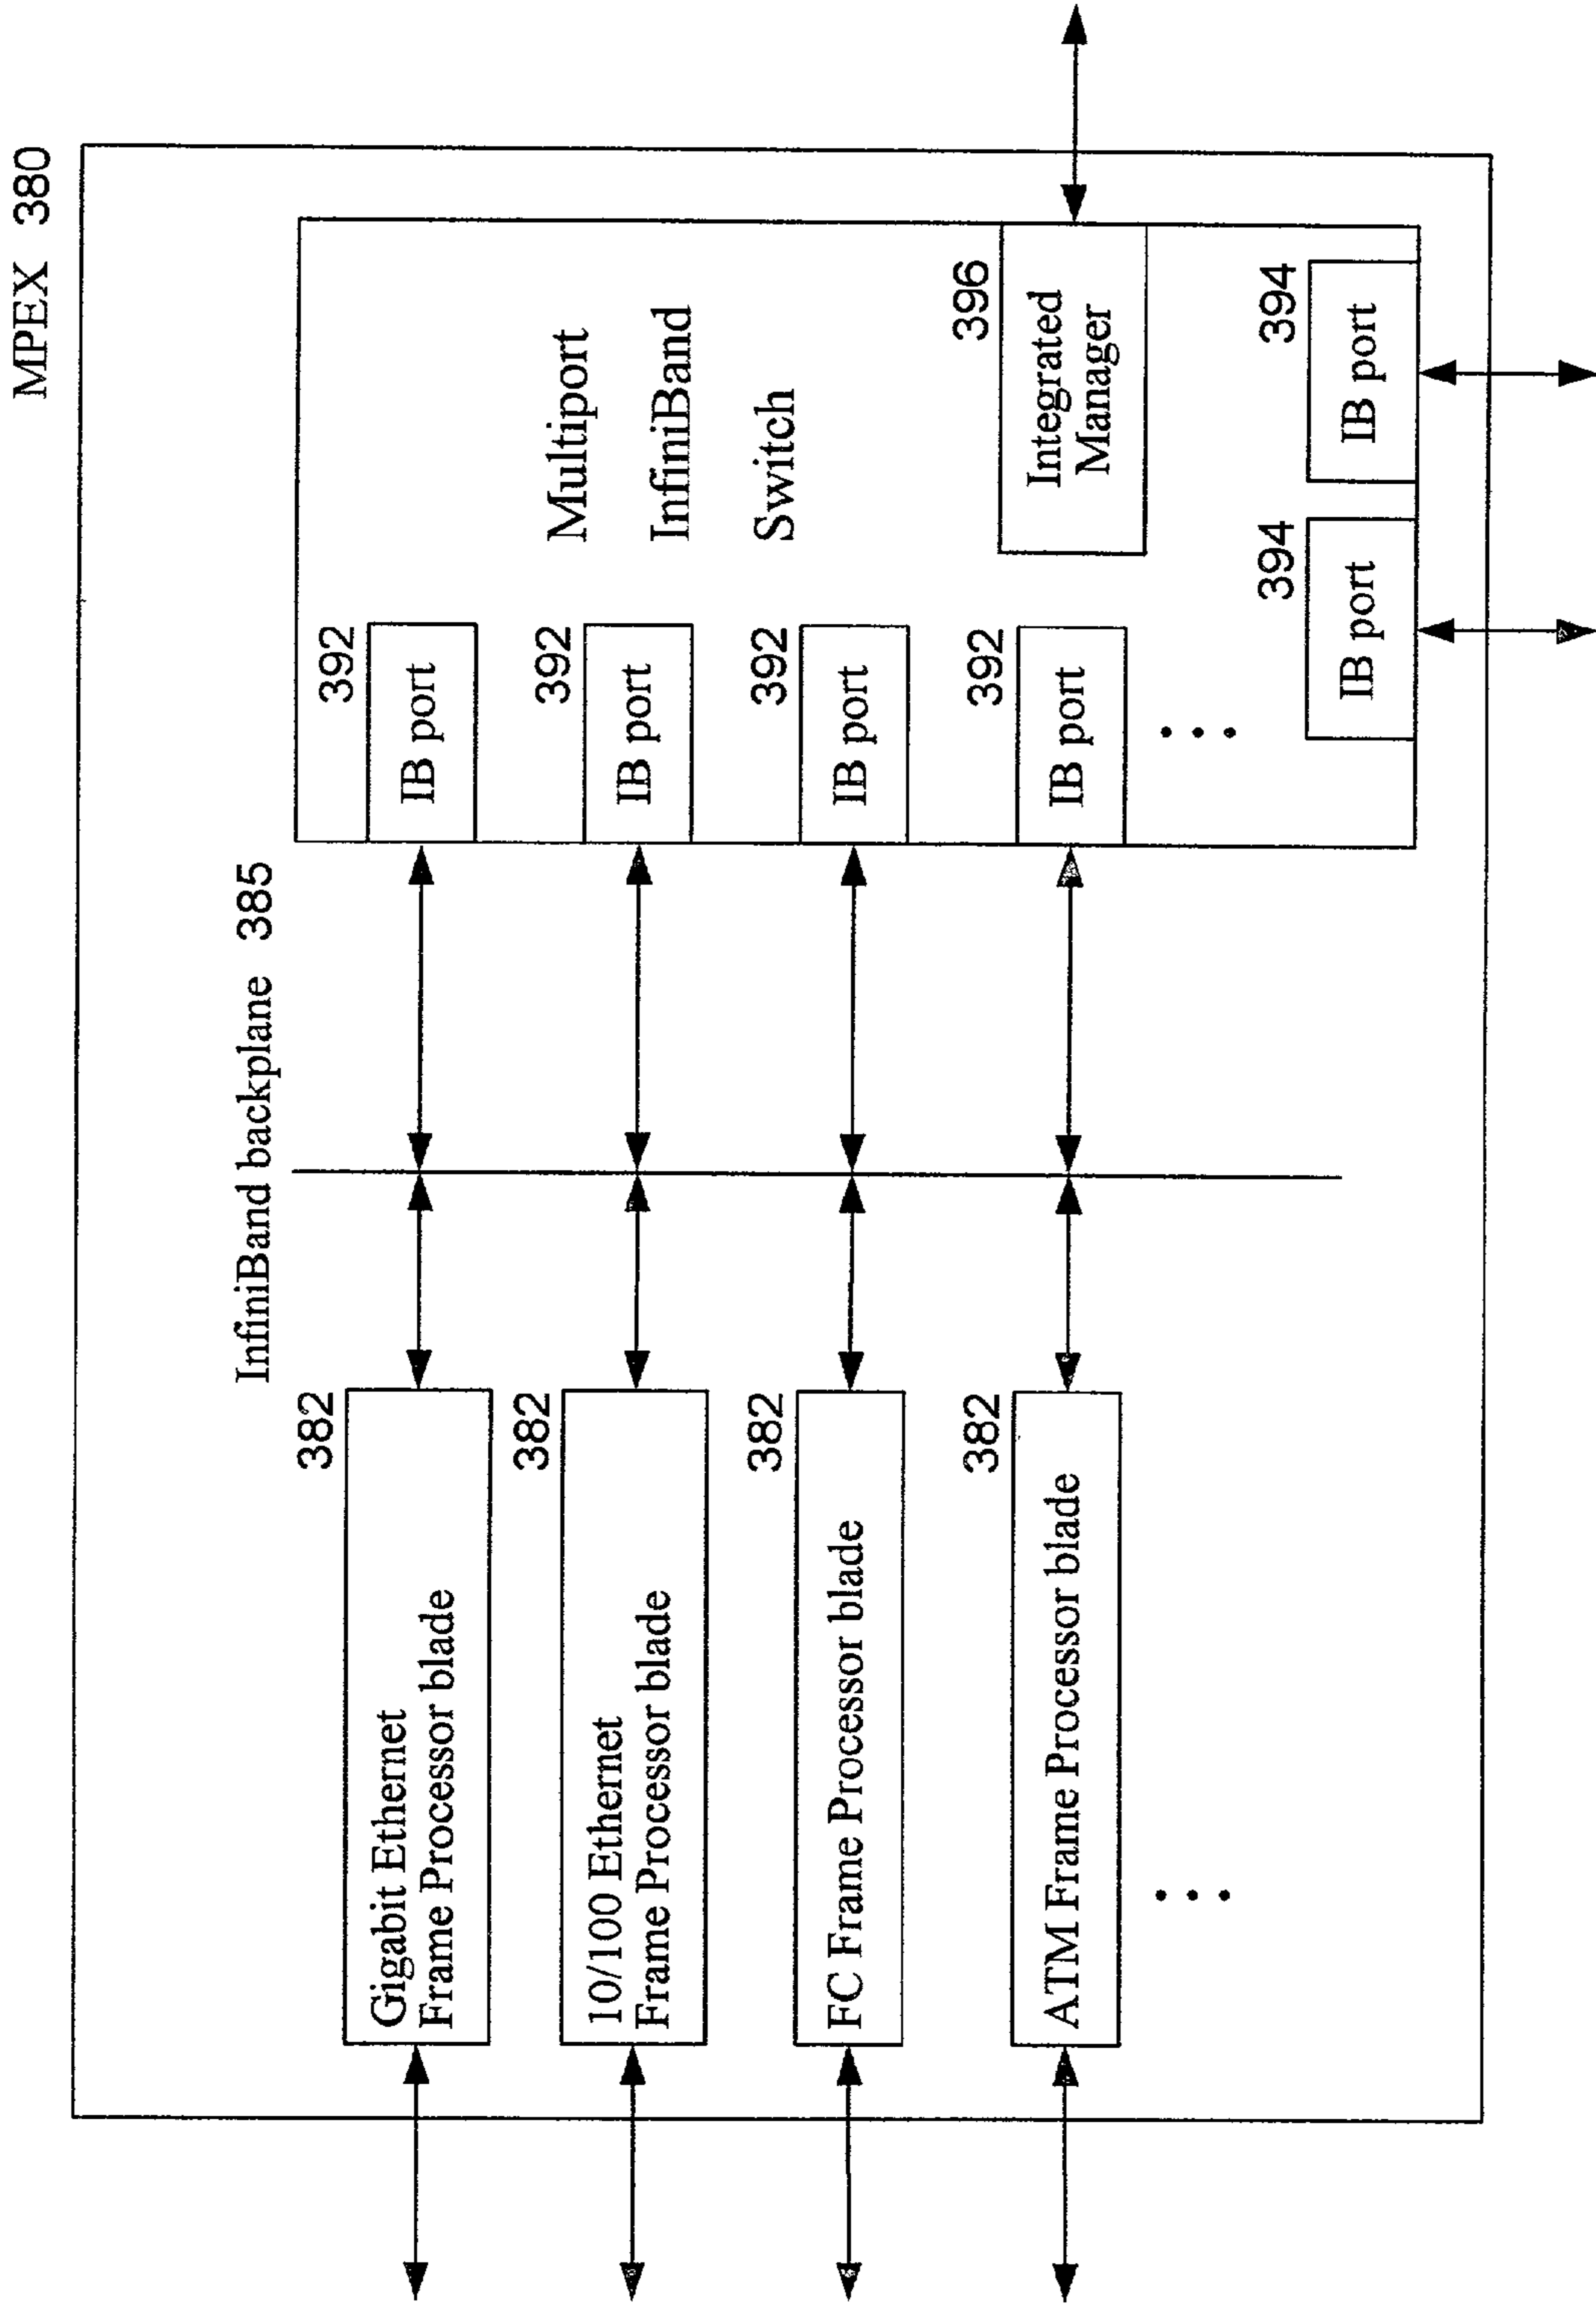 MPEX 380
InfiniBand backplane 385
382
Gigabit Ethernet
Frame Processor blade
382
10/100 Ethernet
Frame Processor blade
382
FC Frame Processor blade
382
ATM Frame Processor blade
...
392
IB port
392
IB port
392
IB port
392
IB port
...
Multiport
InfiniBand
Switch
396
Integrated
Manager
394
IB port
394
IB port